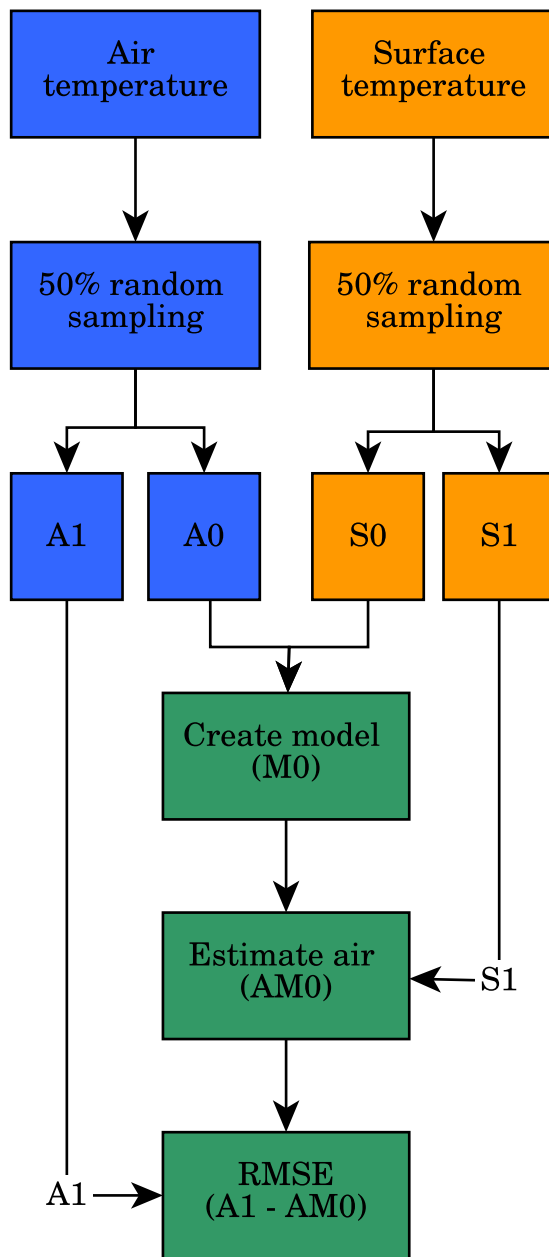 Air
temperature
Surface
temperature
50% random
sampling
50% random
sampling
A1
A0
S0
S1
Create model
(M0)
Estimate air
(AM0)
S1
RMSE
(A1 - AM0)
A1